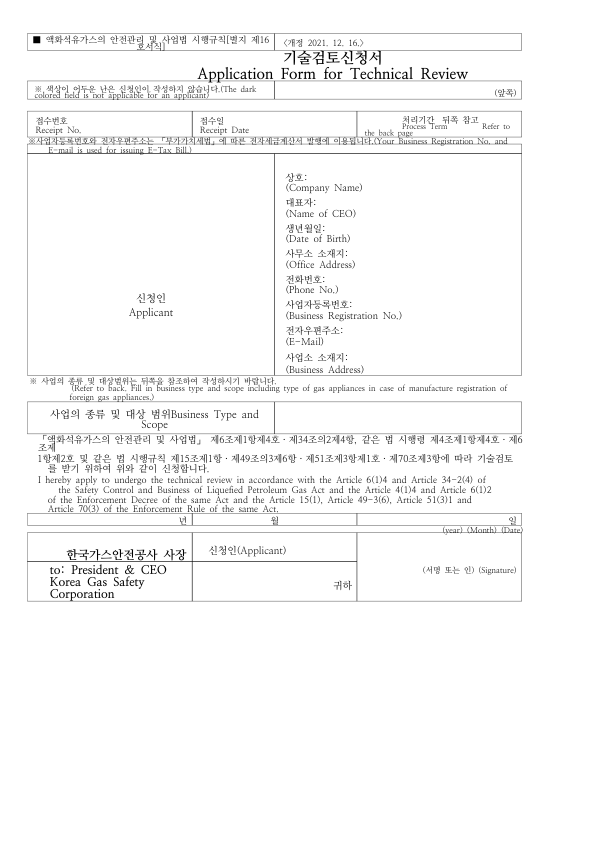 ■ 액화석유가스의 안전관리 및 사업법 시행규칙[별지 제16
호서식]
〈개정 2021. 12. 16.〉
기술검토신청서
Application Form for Technical Review
※ 색상이 어두운 난은 신청인이 작성하지 않습니다.(The dark
colored field is not applicable for an applicant)
(앞쪽)
접수번호
Receipt No.
접수일
Receipt Date
처리기간 뒤쪽 참고
Process Term Refer to
the back page
※사업자등록번호와 전자우편주소는 「부가가치세법」에 따른 전자세금계산서 발행에 이용됩니다.(Your Business Registration No. and
E-mail is used for issuing E-Tax Bill.)
신청인
Applicant
상호:
(Company Name)
대표자:
(Name of CEO)
생년월일:
(Date of Birth)
사무소 소재지:
(Office Address)
전화번호:
(Phone No.)
사업자등록번호:
(Business Registration No.)
전자우편주소:
(E-Mail)
사업소 소재지:
(Business Address)
※ 사업의 종류 및 대상범위는 뒤쪽을 참조하여 작성하시기 바랍니다.
(Refer to back. Fill in business type and scope including type of gas appliances in case of manufacture registration of
foreign gas appliances.)
사업의 종류 및 대상 범위Business Type and
Scope
「액화석유가스의 안전관리 및 사업법」 제6조제1항제4호ㆍ제34조의2제4항, 같은 법 시행령 제4조제1항제4호ㆍ제6
조제
1항제2호 및 같은 법 시행규칙 제15조제1항ㆍ제49조의3제6항ㆍ제51조제3항제1호ㆍ제70조제3항에 따라 기술검토
를 받기 위하여 위와 같이 신청합니다.
I hereby apply to undergo the technical review in accordance with the Article 6(1)4 and Article 34-2(4) of
the Safety Control and Business of Liquefied Petroleum Gas Act and the Article 4(1)4 and Article 6(1)2
of the Enforcement Decree of the same Act and the Article 15(1), Article 49-3(6), Article 51(3)1 and
Article 70(3) of the Enforcement Rule of the same Act.
년 월 일
(year) (Month) (Date)
한국가스안전공사 사장
신청인(Applicant)
to: President & CEO
Korea Gas Safety
Corporation
귀하
(서명 또는 인) (Signature)